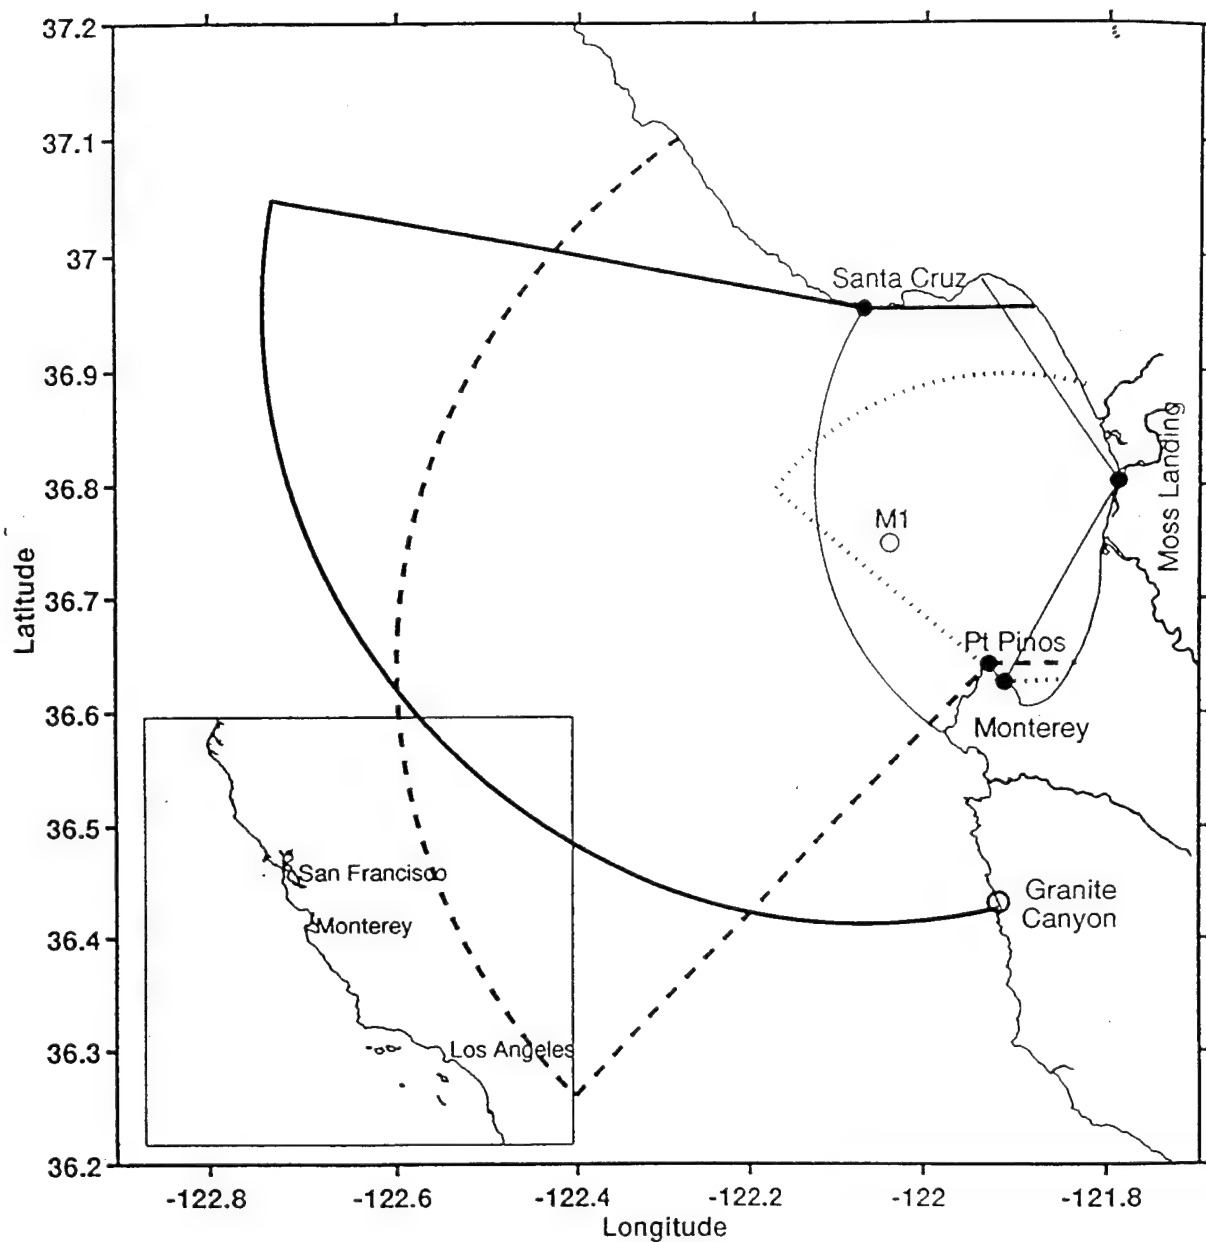 37.2
37.1
37
36.9
36.8
36.7
36.6
36.5
36.4
36.3
36.2
Latitude
Santa Cruz
Moss Landing
M1
Pt Pinos
Monterey
Granite
Canyon
San Francisco
Monterey
Los Angeles
-122.8
-122.6
-122.4
-122.2
-122
-121.8
Longitude